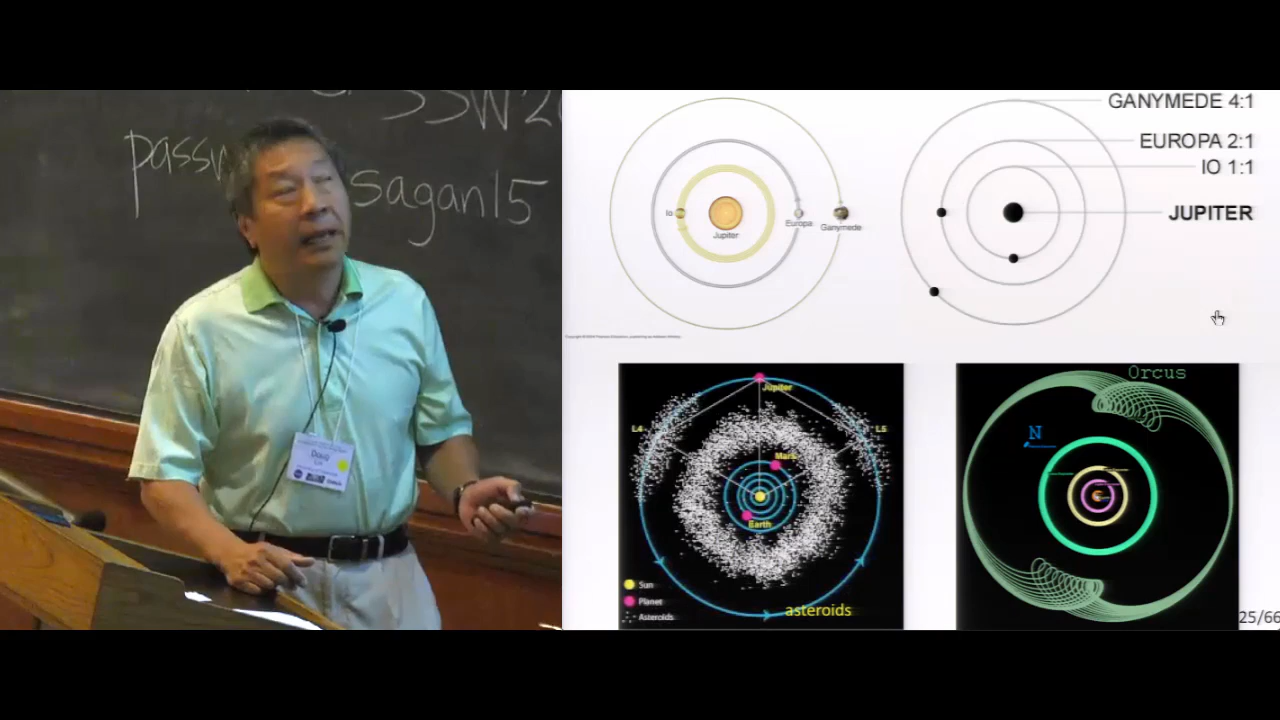 SSW20
passw
sagan15
Doug
Io
Jupiter
Europa
Ganymede
GANYMEDE 4:1
EUROPA 2:1
IO 1:1
JUPITER
Jupiter
L4
L5
Mars
Earth
Sun
Planet
Asteroids
asteroids
Orcus
N
25/66